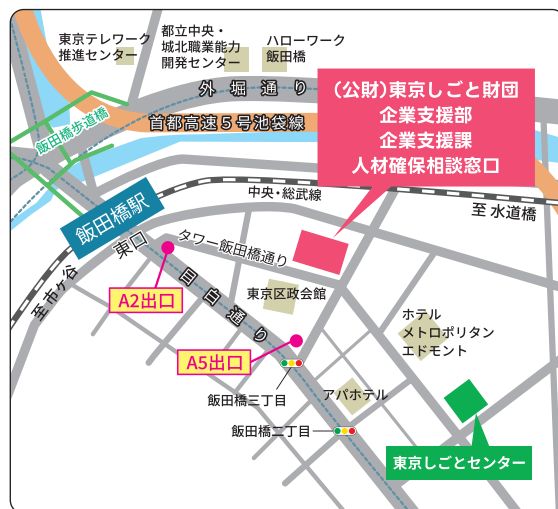 東京テレワーク
推進センター
都立中央・
城北職業能力
開発センター
ハローワーク
飯田橋
外堀通り
首都高速5号池袋線
飯田橋歩道橋
(公財)東京しごと財団
企業支援部
企業支援課
人材確保相談窓口
中央・総武線
至 水道橋
飯田橋駅
東口
タワー飯田橋通り
至 市ヶ谷
A2出口
目白通り
東京区政会館
A5出口
ホテル
メトロポリタン
エドモント
飯田橋三丁目
アパホテル
飯田橋二丁目
東京しごとセンター